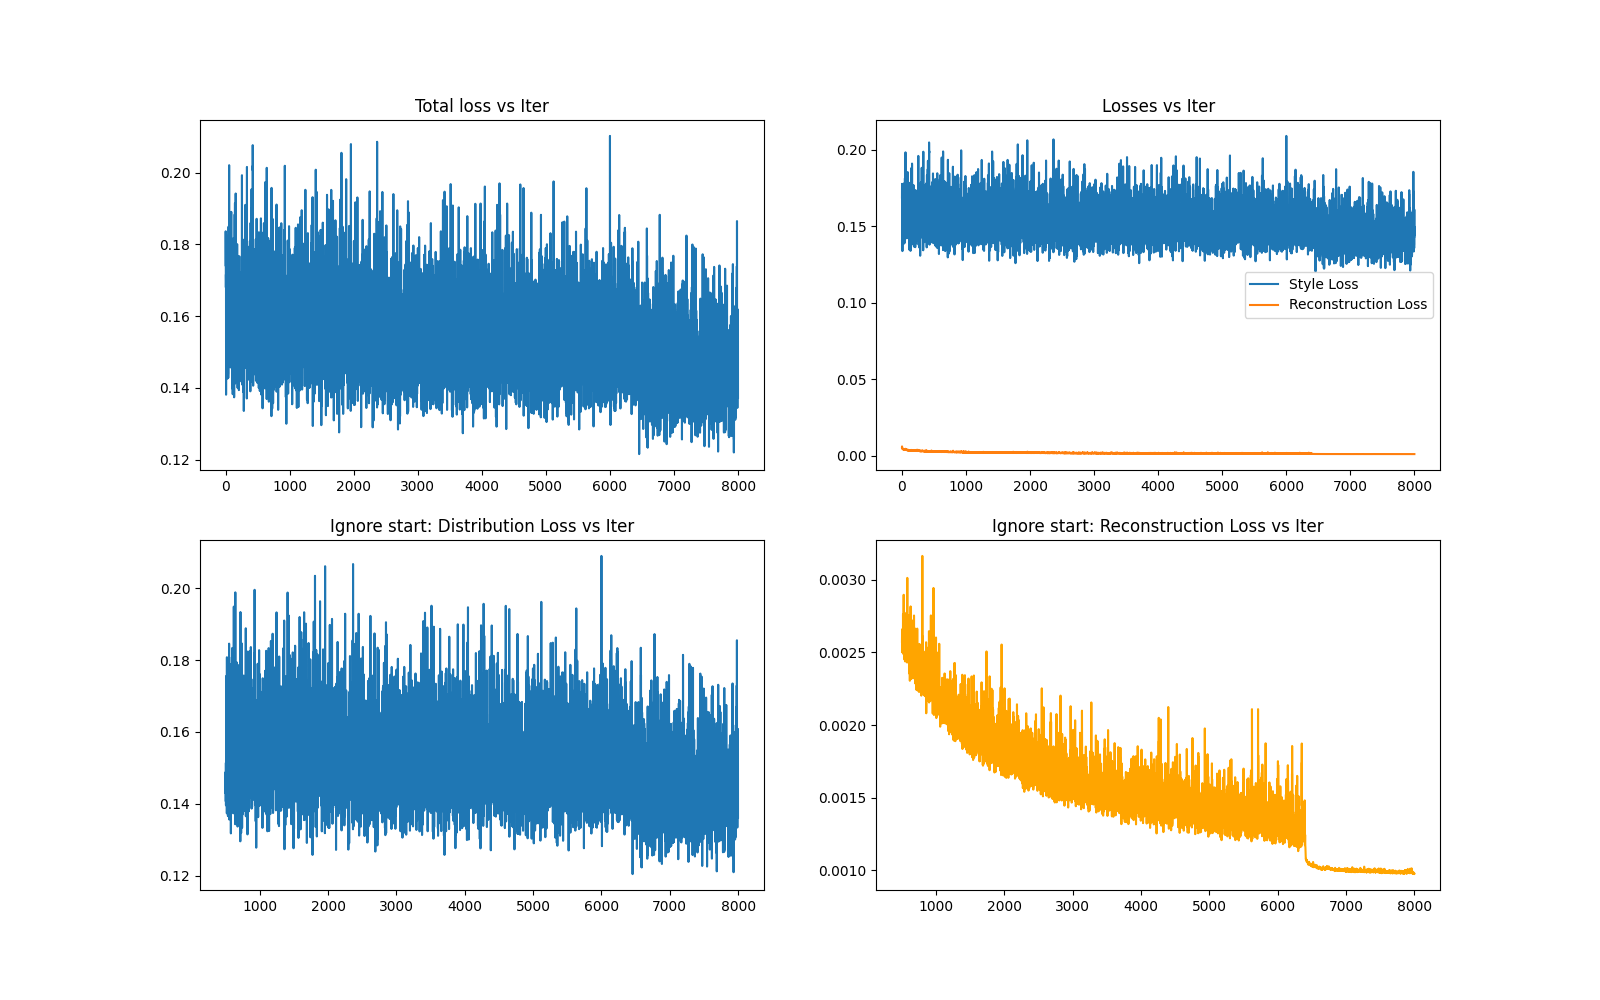 Total loss vs Iter
0.20
0.18
0.16
0.14
0.12
0 1000 2000 3000 4000 5000 6000 7000 8000
Losses vs Iter
0.20
0.15
0.10
0.05
0.00
Style Loss
Reconstruction Loss
0 1000 2000 3000 4000 5000 6000 7000 8000
Ignore start: Distribution Loss vs Iter
0.20
0.18
0.16
0.14
0.12
1000 2000 3000 4000 5000 6000 7000 8000
Ignore start: Reconstruction Loss vs Iter
0.0030
0.0025
0.0020
0.0015
0.0010
1000 2000 3000 4000 5000 6000 7000 8000